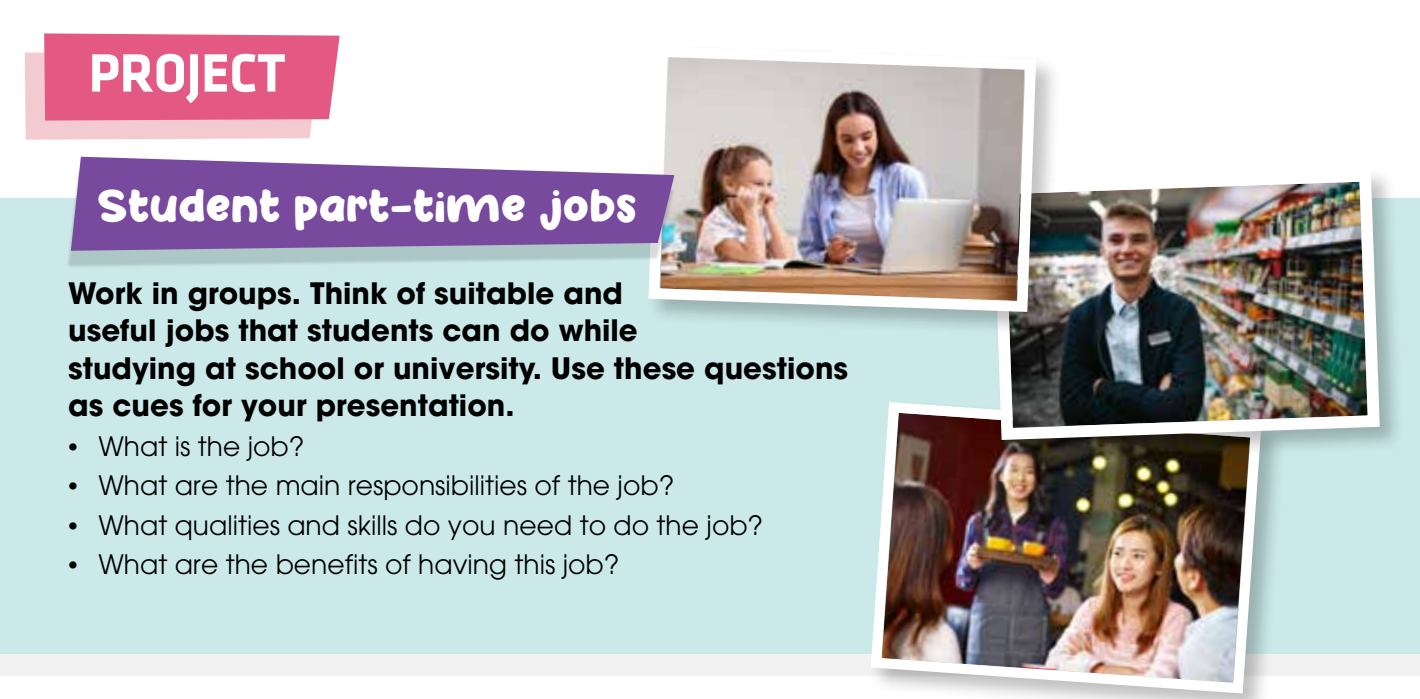 PROJECT
Student part-time jobs
Work in groups. Think of suitable and
useful jobs that students can do while
studying at school or university. Use these questions
as cues for your presentation.
• What is the job?
• What are the main responsibilities of the job?
• What qualities and skills do you need to do the job?
• What are the benefits of having this job?